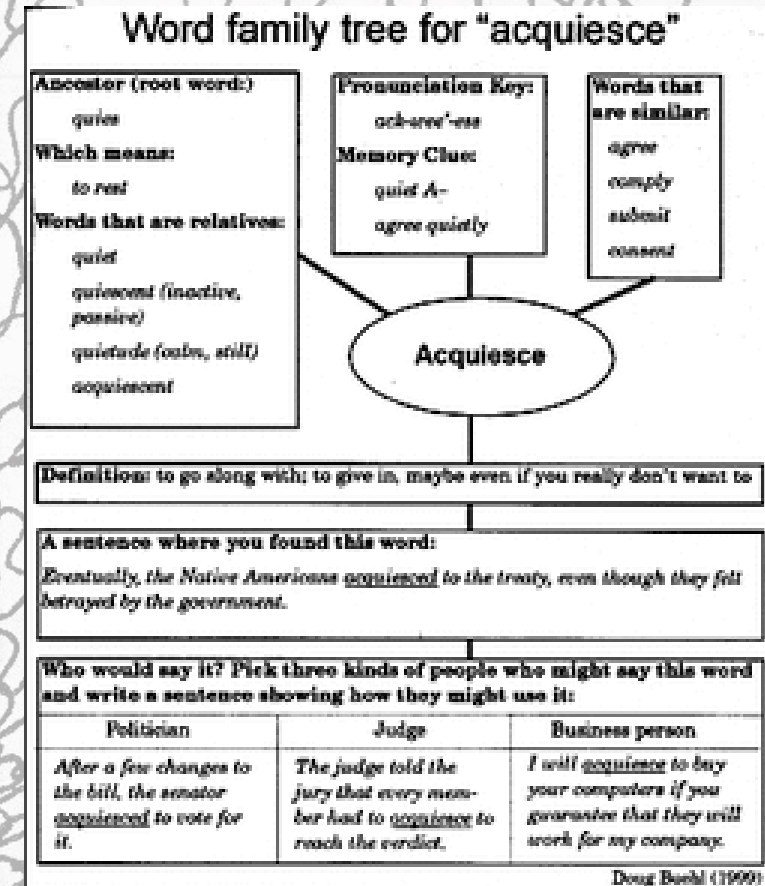 Word family tree for "acquiesce"
Ancestor (root word:)
quies
Which means:
to rest
Words that are relatives:
quiet
quiescent (inactive,
passive)
quietude (calm, still)
acquiescent
Pronunciation Key:
ack-wee'-ess
Memory Clue:
quiet A-
agree quietly
Words that
are similar:
agree
comply
submit
consent
Acquiesce
Definition: to go along with; to give in, maybe even if you really don't want to
A sentence where you found this word:
Eventually, the Native Americans acquiesced to the treaty, even though they felt
betrayed by the government.
Who would say it? Pick three kinds of people who might say this word
and write a sentence showing how they might use it:
Politician
After a few changes to
the bill, the senator
acquiesced to vote for
it.
Judge
The judge told the
jury that every mem-
ber had to acquiesce to
reach the verdict.
Business person
I will acquiesce to buy
your computers if you
guarantee that they will
work for my company.
Doug Buehl (1999)